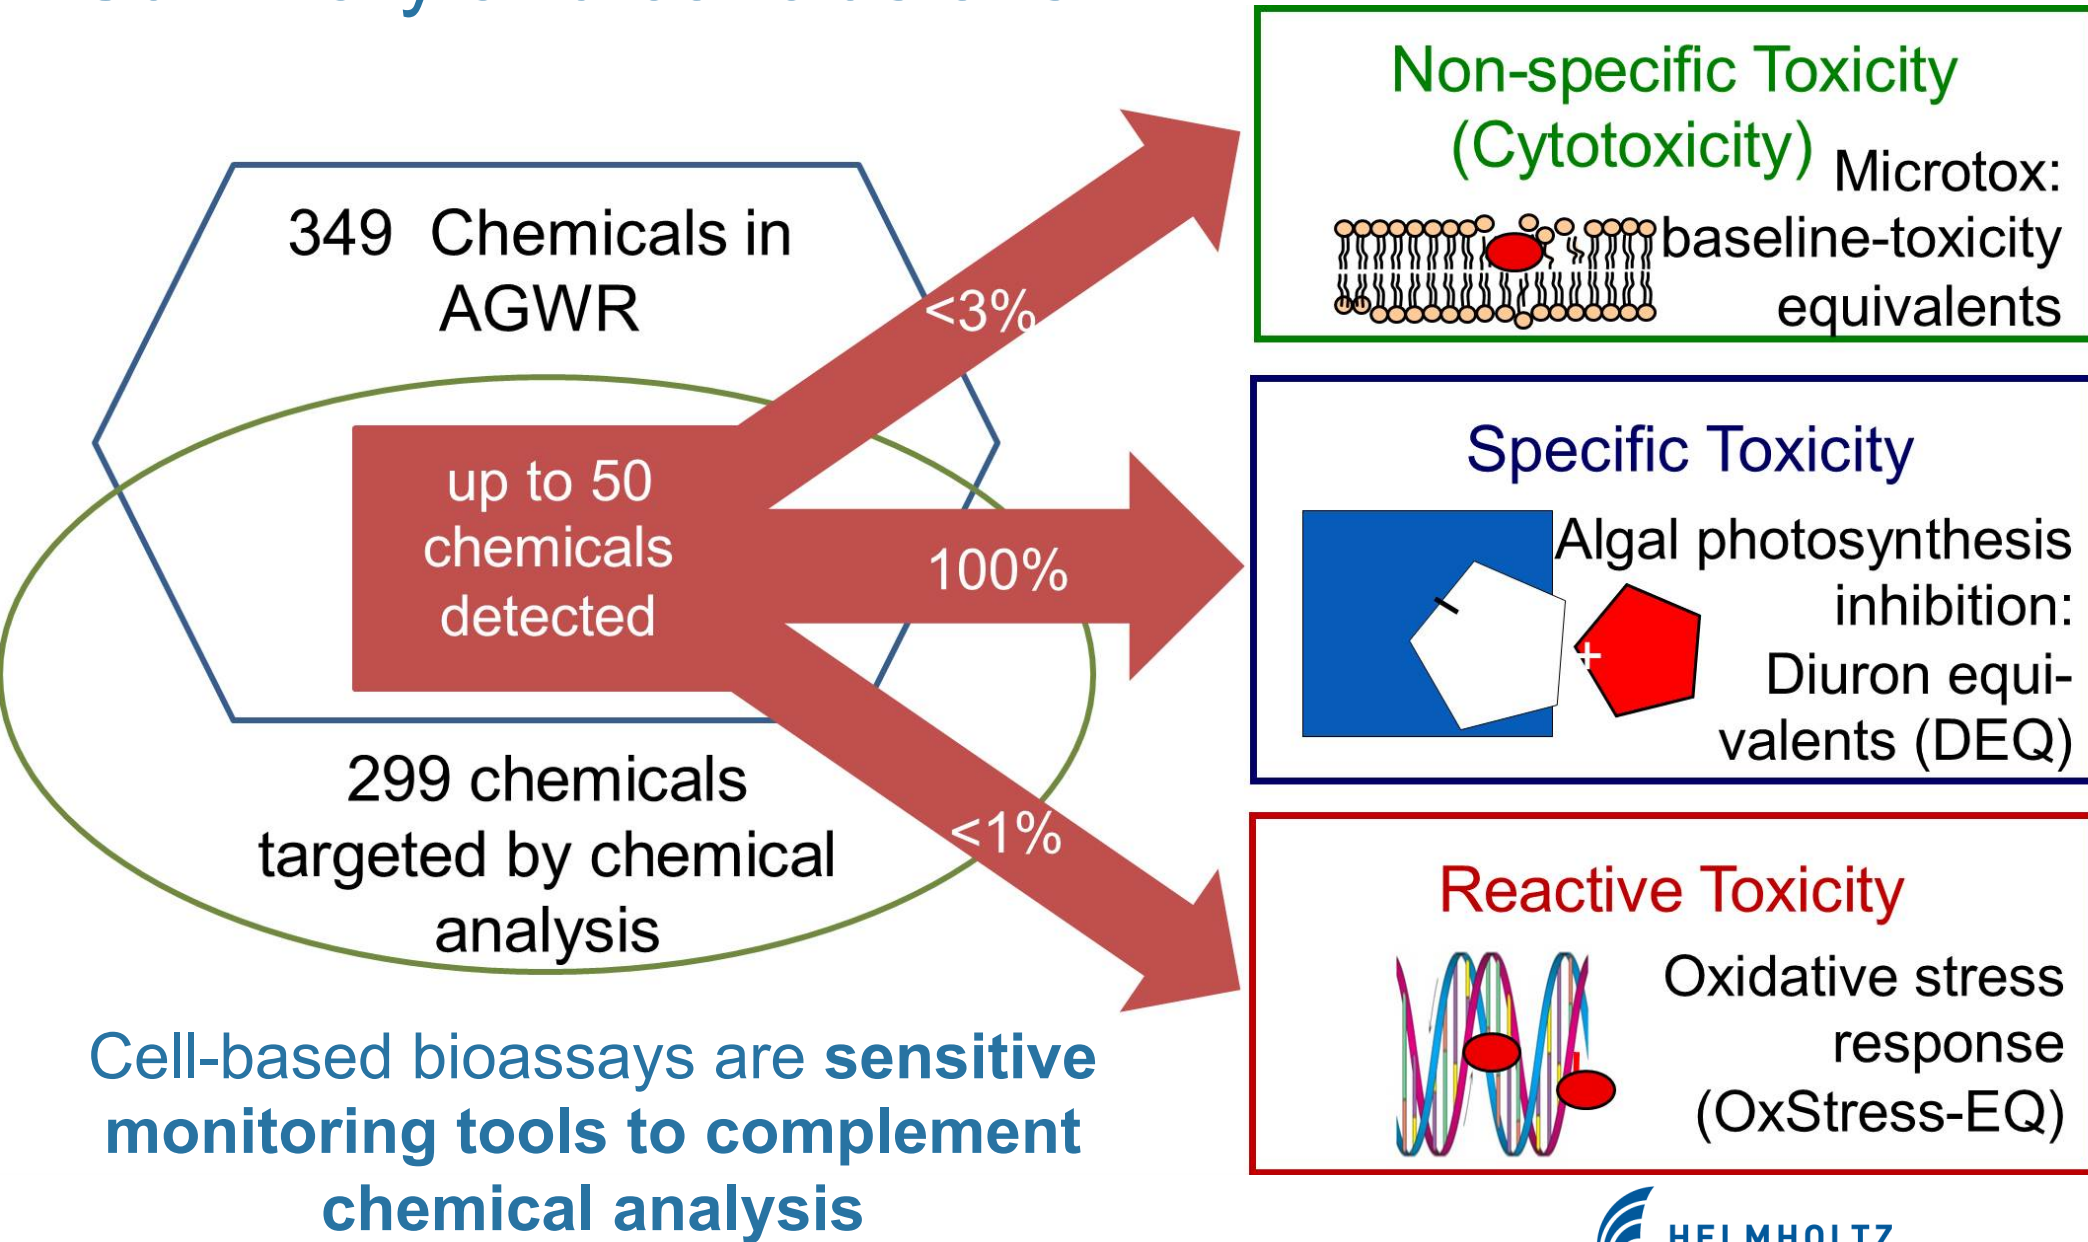 349 Chemicals in
AGWR
up to 50
chemicals
detected
299 chemicals
targeted by chemical
analysis
<3%
100%
<1%
Non-specific Toxicity
(Cytotoxicity)
Microtox:
baseline-toxicity
equivalents
Specific Toxicity
Algal photosynthesis
inhibition:
Diuron equi-
valents (DEQ)
+
Reactive Toxicity
Oxidative stress
response
(OxStress-EQ)
Cell-based bioassays are sensitive
monitoring tools to complement
chemical analysis
HELMHOLTZ